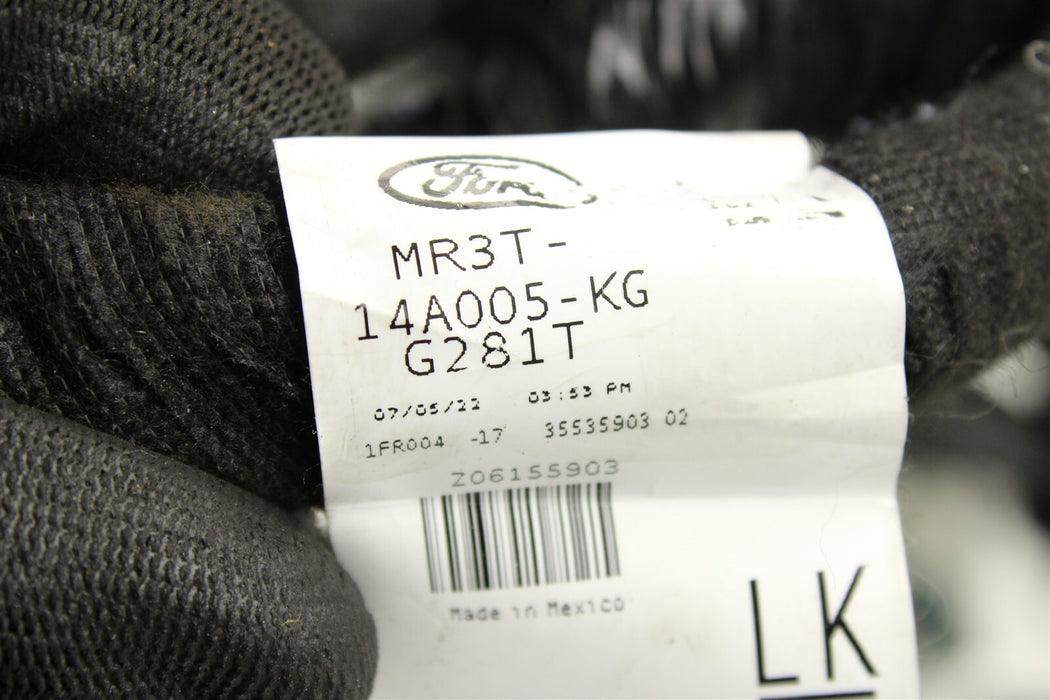 Ford
MR3T-
14A005-KG
G281T
07/05/22 03:53 PM
1FR004 -17 35535903 02
Z06155903
Made in Mexico
LK